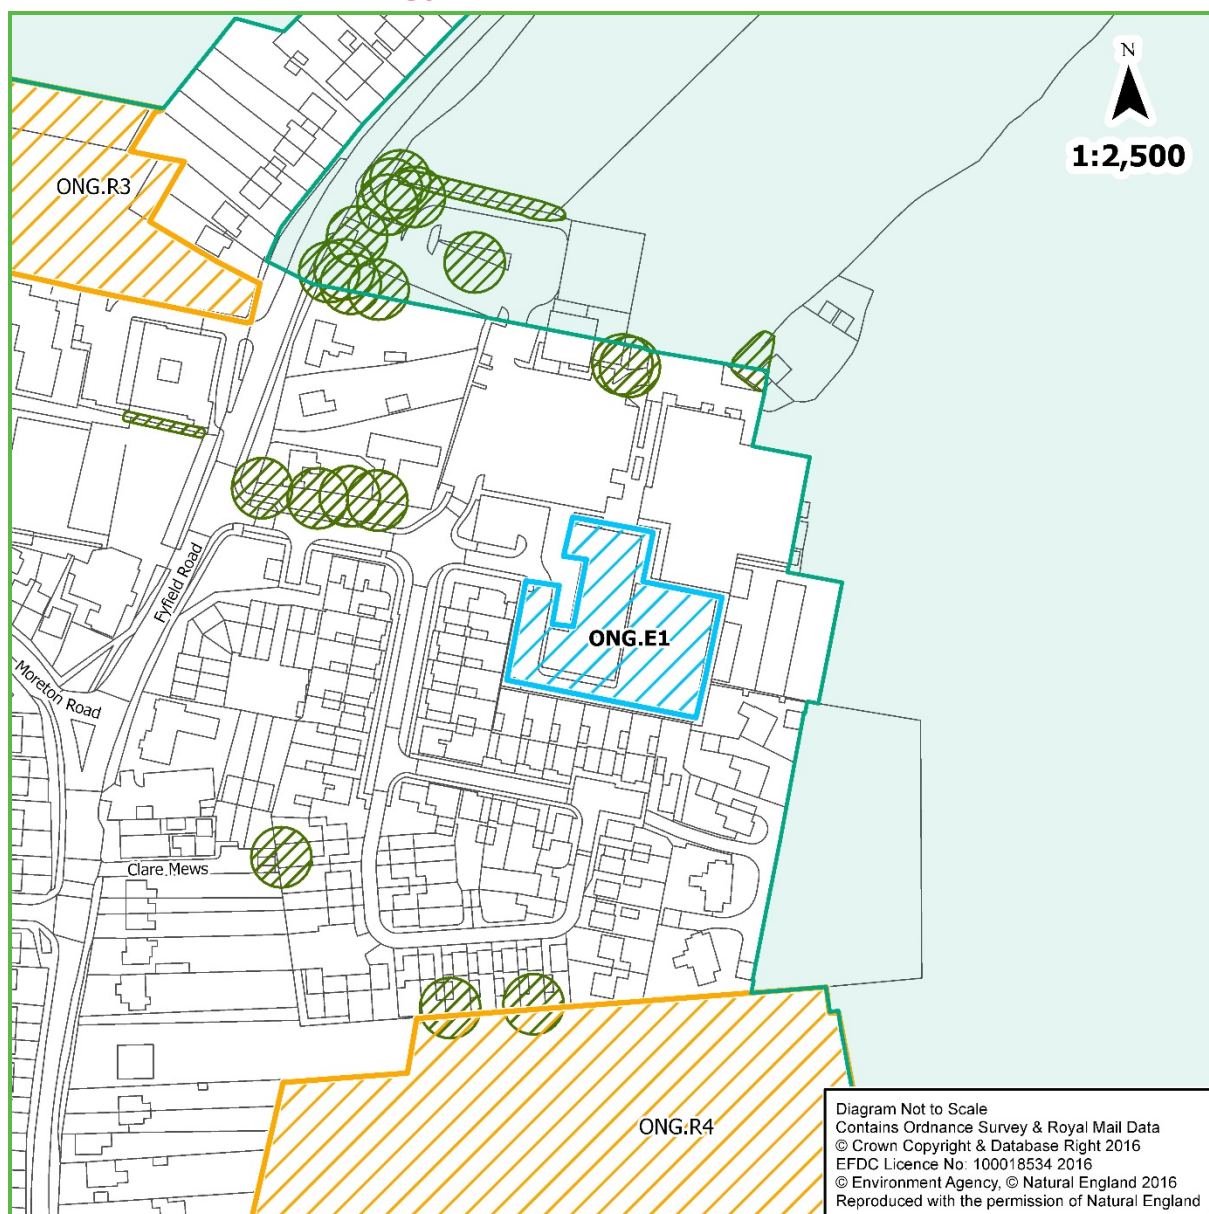 N
1:2,500
ONG.R3
Fyfield Road
ONG.E1
Moreton Road
Clare Mews
ONG.R4
Diagram Not to Scale
Contains Ordnance Survey & Royal Mail Data
© Crown Copyright & Database Right 2016
EFDC Licence No: 100018534 2016
© Environment Agency, © Natural England 2016
Reproduced with the permission of Natural England